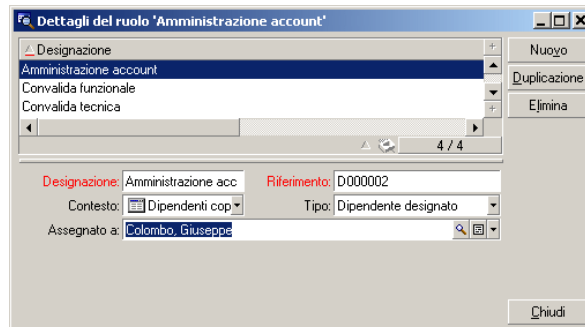 Dettagli del ruolo 'Amministrazione account'
Designazione
Nuovo
Amministrazione account
Duplicazione
Convalida funzionale
Elimina
Convalida tecnica
4 / 4
Designazione: Amministrazione acc Riferimento: D000002
Contesto: Dipendenti cop Tipo: Dipendente designato
Assegnato a: Colombo, Giuseppe
Chiudi